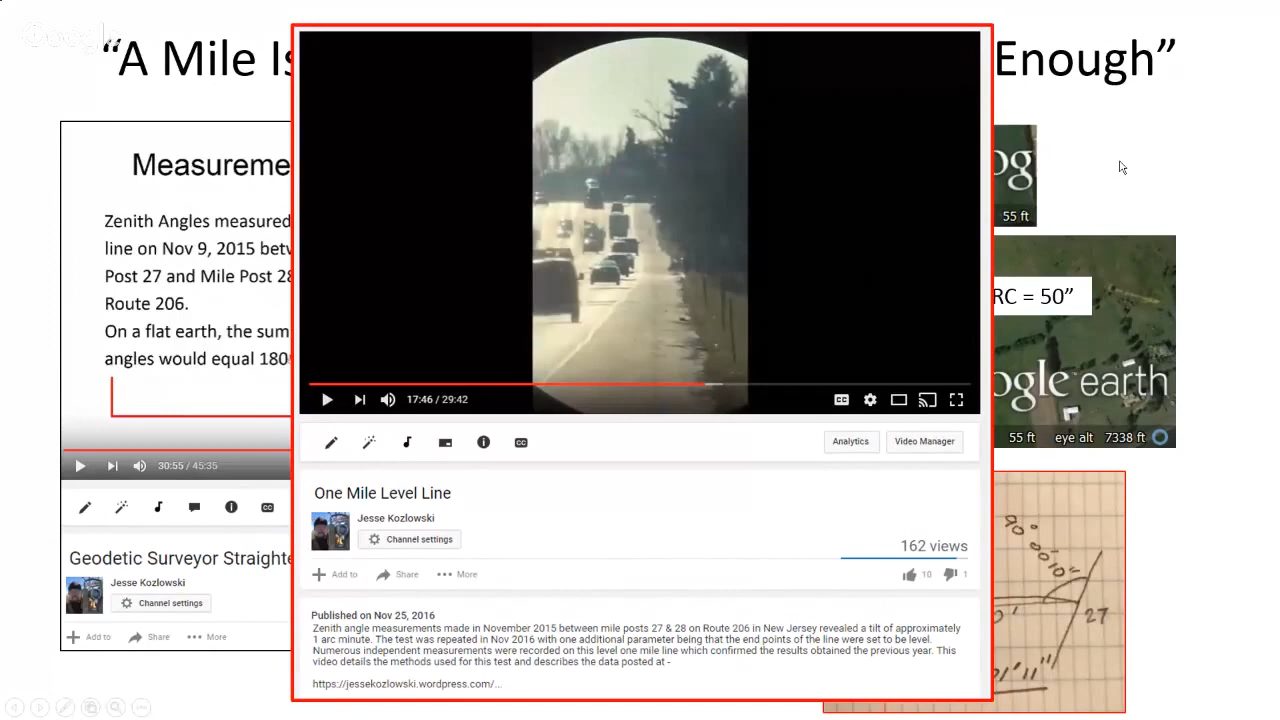 Google
“A Mile Is
Enough”
Measureme
Zenith Angles measured
line on Nov 9, 2015 betw
Post 27 and Mile Post 28
Route 206.
On a flat earth, the sum
angles would equal 180
30:55 / 45:35
Geodetic Surveyor Straighte
Jesse Kozlowski
Channel settings
Add to
Share
More
17:46 / 29:42
CC
Analytics
Video Manager
One Mile Level Line
Jesse Kozlowski
Channel settings
162 views
Add to
Share
More
10
1
Published on Nov 25, 2016
Zenith angle measurements made in November 2015 between mile posts 27 & 28 on Route 206 in New Jersey revealed a tilt of approximately
1 arc minute. The test was repeated in Nov 2016 with one additional parameter being that the end points of the line were set to be level.
Numerous independent measurements were recorded on this level one mile line which confirmed the results obtained the previous year. This
video details the methods used for this test and describes the data posted at -
https://jessekozlowski.wordpress.com/...
og
55 ft
RC = 50”
ogle earth
55 ft eye alt 7338 ft
90° 00'10"
27
1'11"